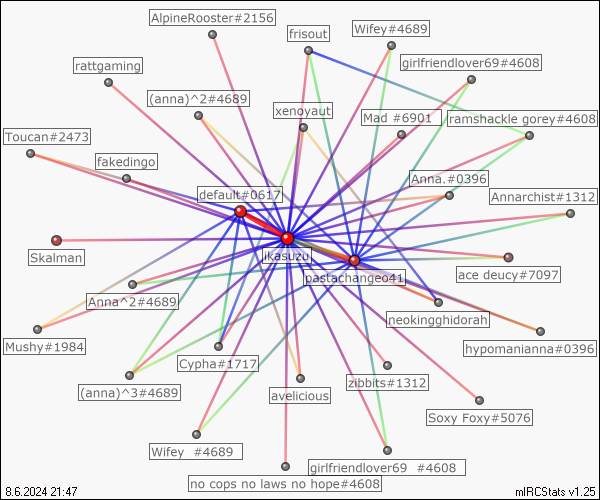 AlpineRooster#2156
frisout
Wifey#4689
rattgaming
girlfriendlover69#4608
(anna)^2#4689
xenoyaut
Mad #6901
ramshackle gorey#4608
Toucan#2473
fakedingo
default#0617
Anna.#0396
Annarchist#1312
Skalman
ikasuzu
pastachangeo41
ace deucy#7097
Anna^2#4689
neokingghidorah
Mushy#1984
Cypha#1717
hypomanianna#0396
(anna)^3#4689
avelicious
zibbits#1312
Soxy Foxy#5076
Wifey #4689
girlfriendlover69 #4608
no cops no laws no hope#4608
8.6.2024 21:47
mIRCStats v1.25